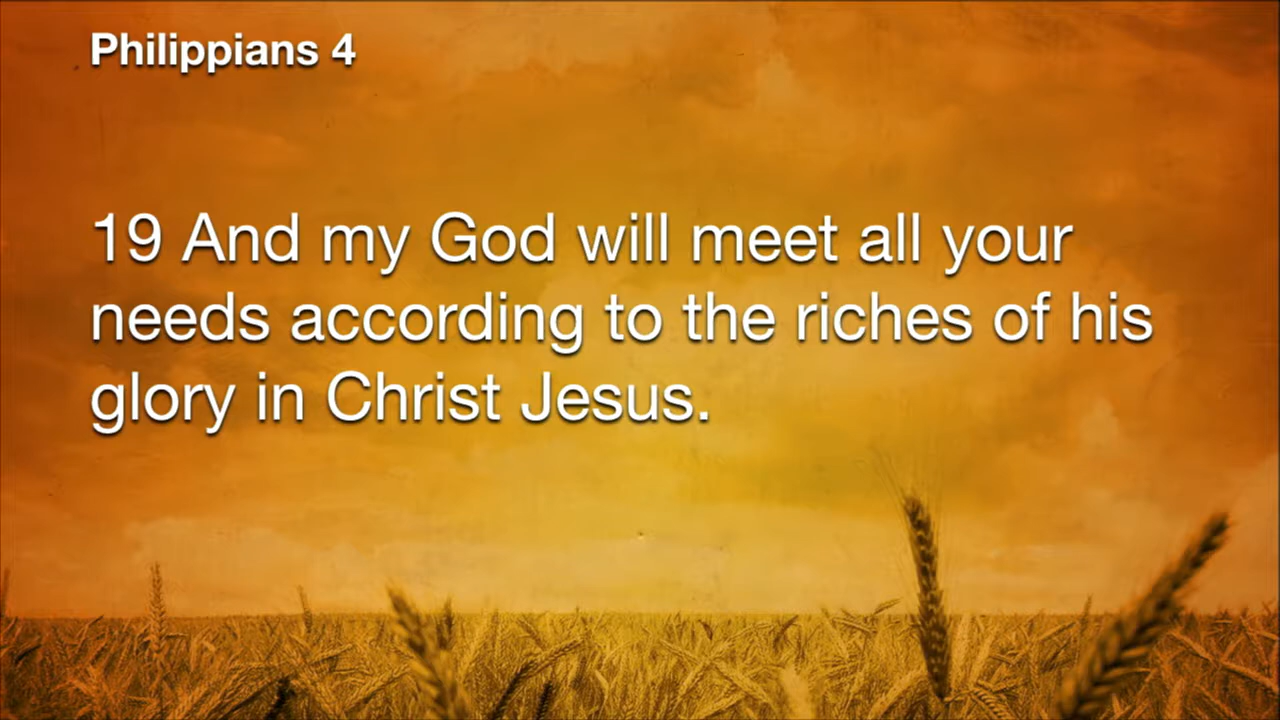 Philippians 4
19 And my God will meet all your
needs according to the riches of his
glory in Christ Jesus.